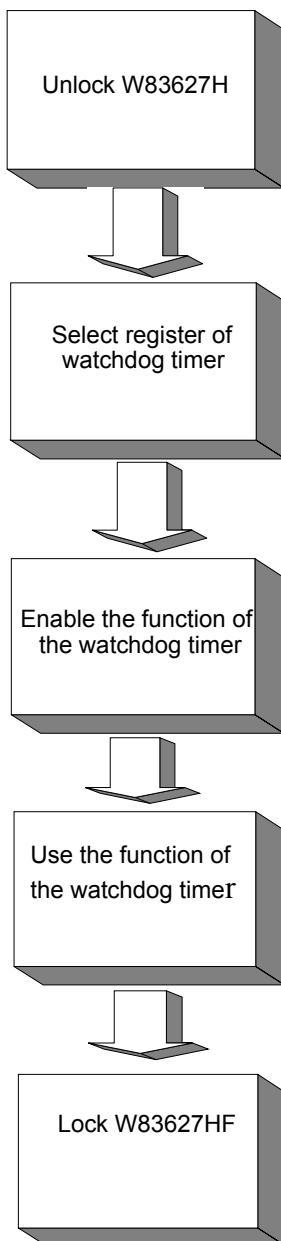 Unlock W83627H
Select register of
watchdog timer
Enable the function of
the watchdog timer
Use the function of
the watchdog timer
Lock W83627HF